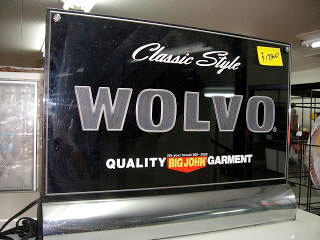 Classic Style
WOLVO
QUALITY BIG JOHN GARMENT